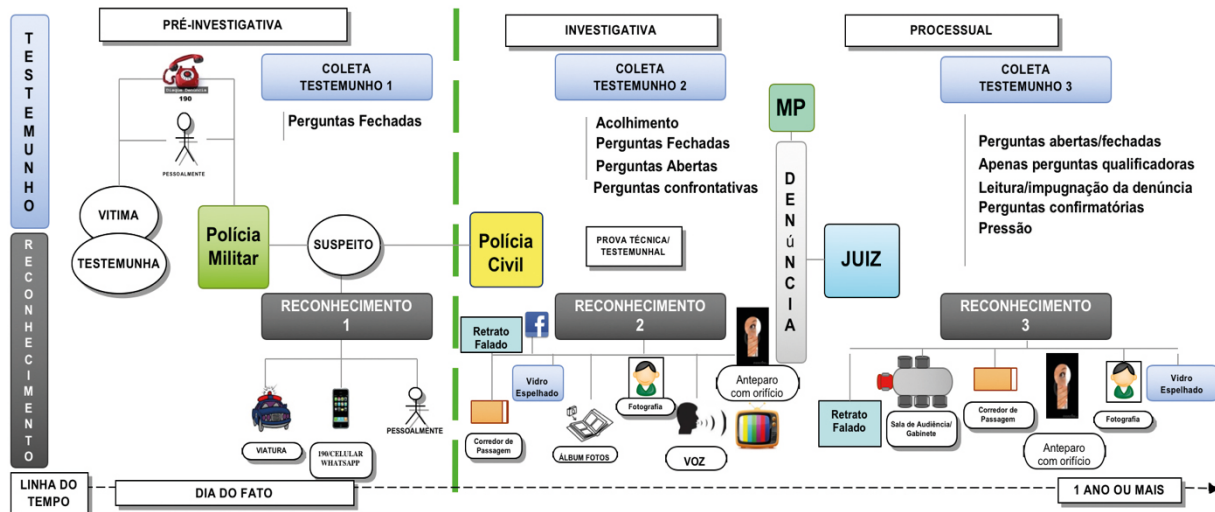 TESTEMUNHO
RECONHECIMENTO
PRÉ-INVESTIGATIVA
190
PESSOALMENTE
COLETA
TESTEMUNHO 1
Perguntas Fechadas
VITIMA
TESTEMUNHA
Polícia
Militar
SUSPEITO
RECONHECIMENTO
1
VIATURA
190/CELULAR
WHATSAPP
PESSOALMENTE
INVESTIGATIVA
COLETA
TESTEMUNHO 2
Acolhimento
Perguntas Fechadas
Perguntas Abertas
Perguntas confrontativas
Polícia
Civil
PROVA TÉCNICA/
TESTEMUNHAL
RECONHECIMENTO
2
Retrato
Falado
f
Vidro
Espelhado
Corredor de
Passagem
ÁLBUM FOTOS
Fotografia
VOZ
Anteparo
com orifício
MP
DENúNCIA
PROCESSUAL
COLETA
TESTEMUNHO 3
Perguntas abertas/fechadas
Apenas perguntas qualificadoras
Leitura/impugnação da denúncia
Perguntas confirmatórias
Pressão
JUIZ
RECONHECIMENTO
3
Retrato
Falado
Sala de Audiência/
Gabinete
Corredor de
Passagem
Anteparo
com orifício
Fotografia
Vidro
Espelhado
LINHA DO
TEMPO
DIA DO FATO
1 ANO OU MAIS